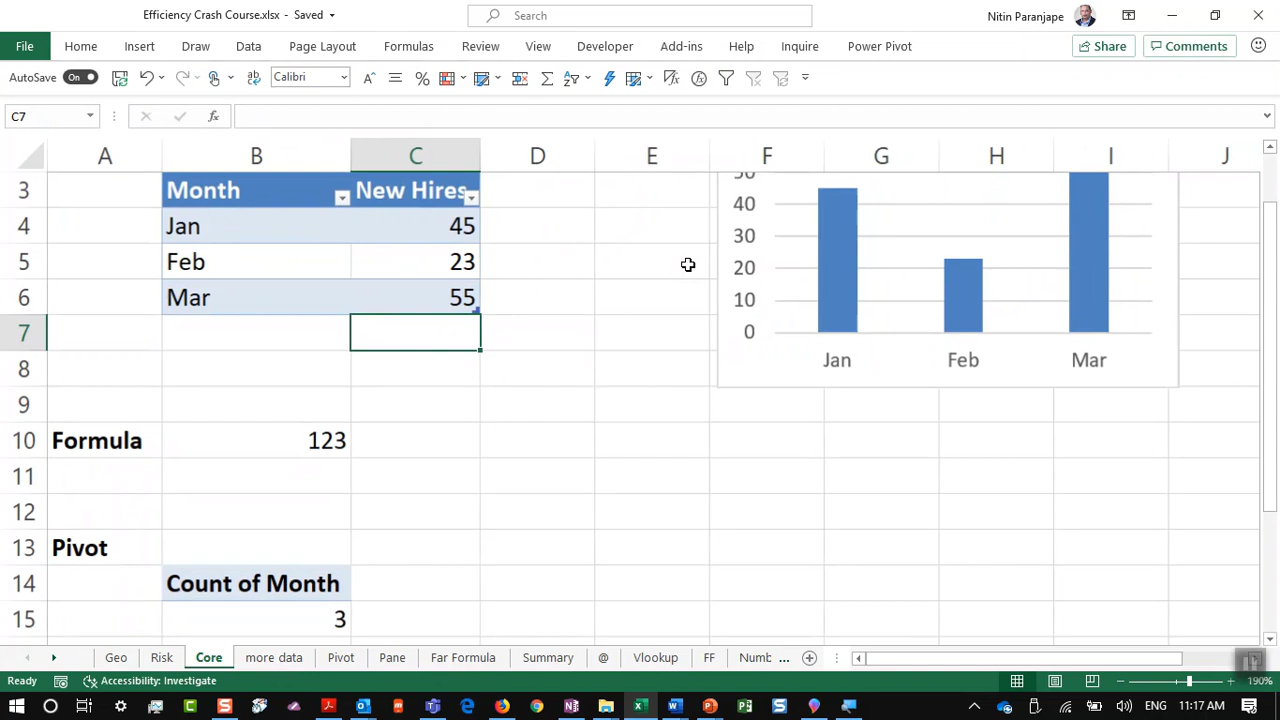 Efficiency Crash Course.xlsx - Saved
Search
Nitin Paranjape
File Home Insert Draw Data Page Layout Formulas Review View Developer Add-ins Help Inquire Power Pivot Share Comments
AutoSave On Calibri
C7
A B C D E F G H I J
3 Month New Hires
4 Jan 45
5 Feb 23
6 Mar 55
7
8
9
10 Formula 123
11
12
13 Pivot
14 Count of Month
15 3
50
40
30
20
10
0
Jan Feb Mar
Geo Risk Core more data Pivot Pane Far Formula Summary @ Vlookup FF Numb ...
Ready Accessibility: Investigate 190%
ENG 11:17 AM